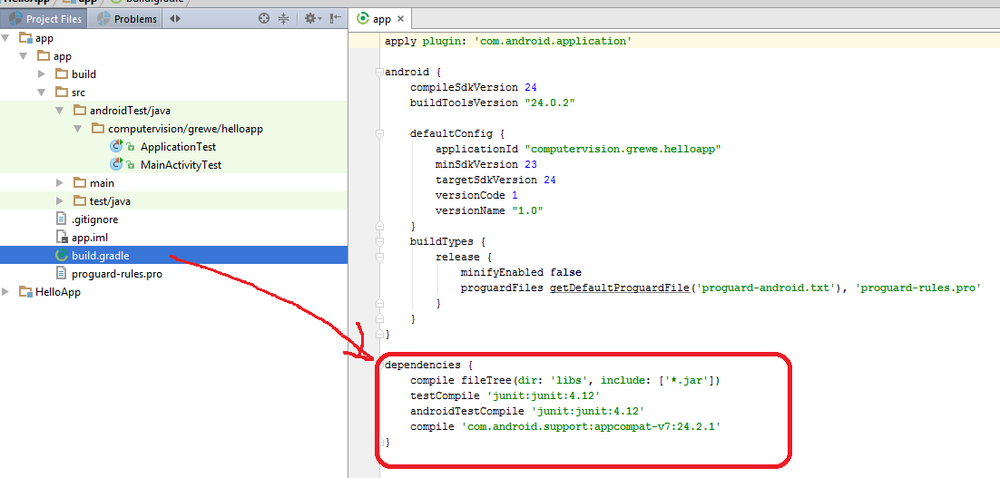 HelloApp app build.gradle
Project Files Problems
app
app
build
src
androidTest/java
computervision/grewe/helloapp
ApplicationTest
MainActivityTest
main
test/java
.gitignore
app.iml
build.gradle
proguard-rules.pro
HelloApp
app
apply plugin: 'com.android.application'
android {
compileSdkVersion 24
buildToolsVersion "24.0.2"
defaultConfig {
applicationId "computervision.grewe.helloapp"
minSdkVersion 23
targetSdkVersion 24
versionCode 1
versionName "1.0"
}
buildTypes {
release {
minifyEnabled false
proguardFiles getDefaultProguardFile('proguard-android.txt'), 'proguard-rules.pro'
}
}
}
dependencies {
compile fileTree(dir: 'libs', include: ['*.jar'])
testCompile 'junit:junit:4.12'
androidTestCompile 'junit:junit:4.12'
compile 'com.android.support:appcompat-v7:24.2.1'
}